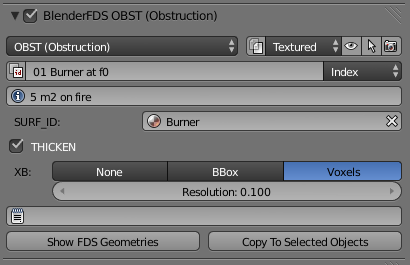 BlenderFDS OBST (Obstruction)
OBST (Obstruction) Textured
01 Burner at f0 Index
5 m2 on fire
SURF_ID: Burner
THICKEN
XB: None BBox Voxels
Resolution: 0.100
Show FDS Geometries Copy To Selected Objects